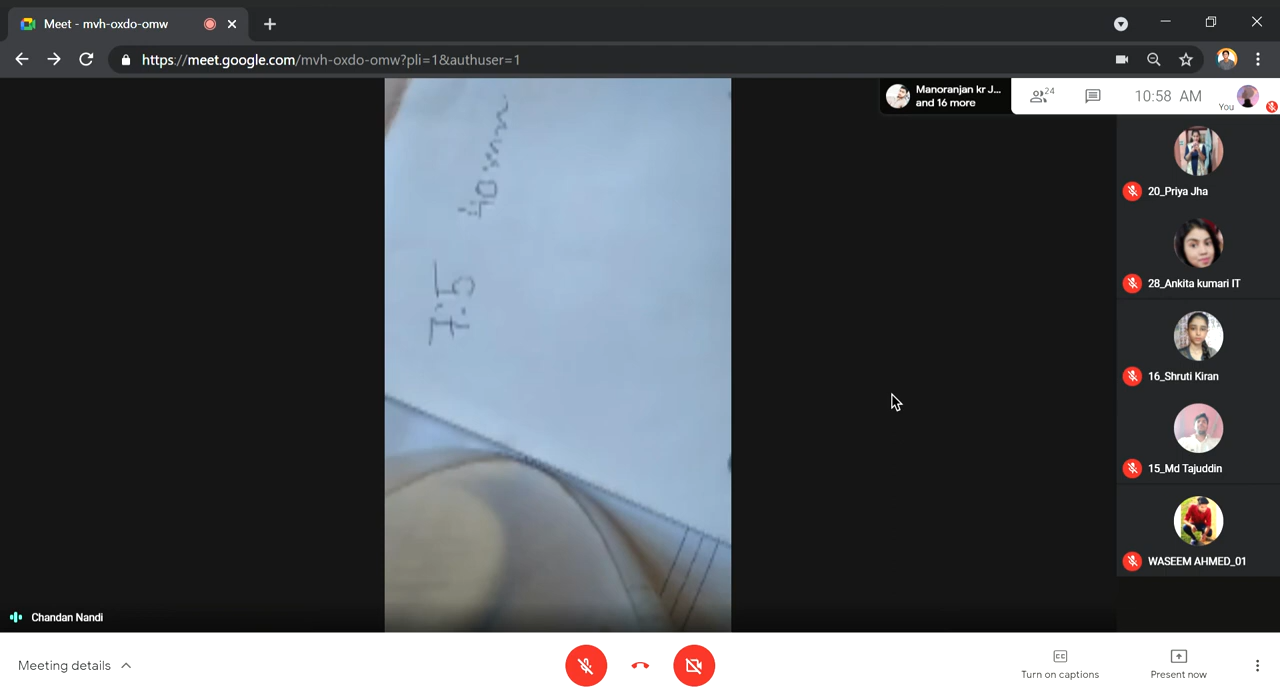 Meet - mvh-oxdo-omw
https://meet.google.com/mvh-oxdo-omw?pli=1&authuser=1
Manoranjan kr J...
and 16 more
24
10:58 AM
You
20_Priya Jha
28_Ankita kumari IT
16_Shruti Kiran
15_Md Tajuddin
WASEEM AHMED_01
7:5
Chandan Nandi
Meeting details
CC
Turn on captions
Present now